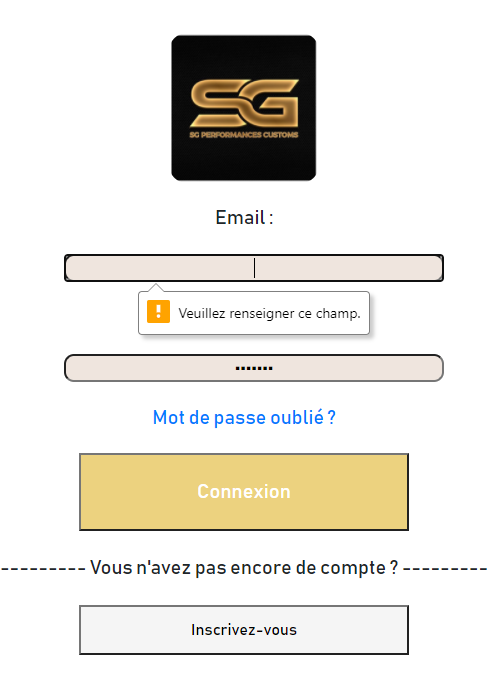 SG
SG PERFORMANCES CUSTOMS
Email :
Veuillez renseigner ce champ.
•••••••
Mot de passe oublié ?
Connexion
--------- Vous n'avez pas encore de compte ? ---------
Inscrivez-vous